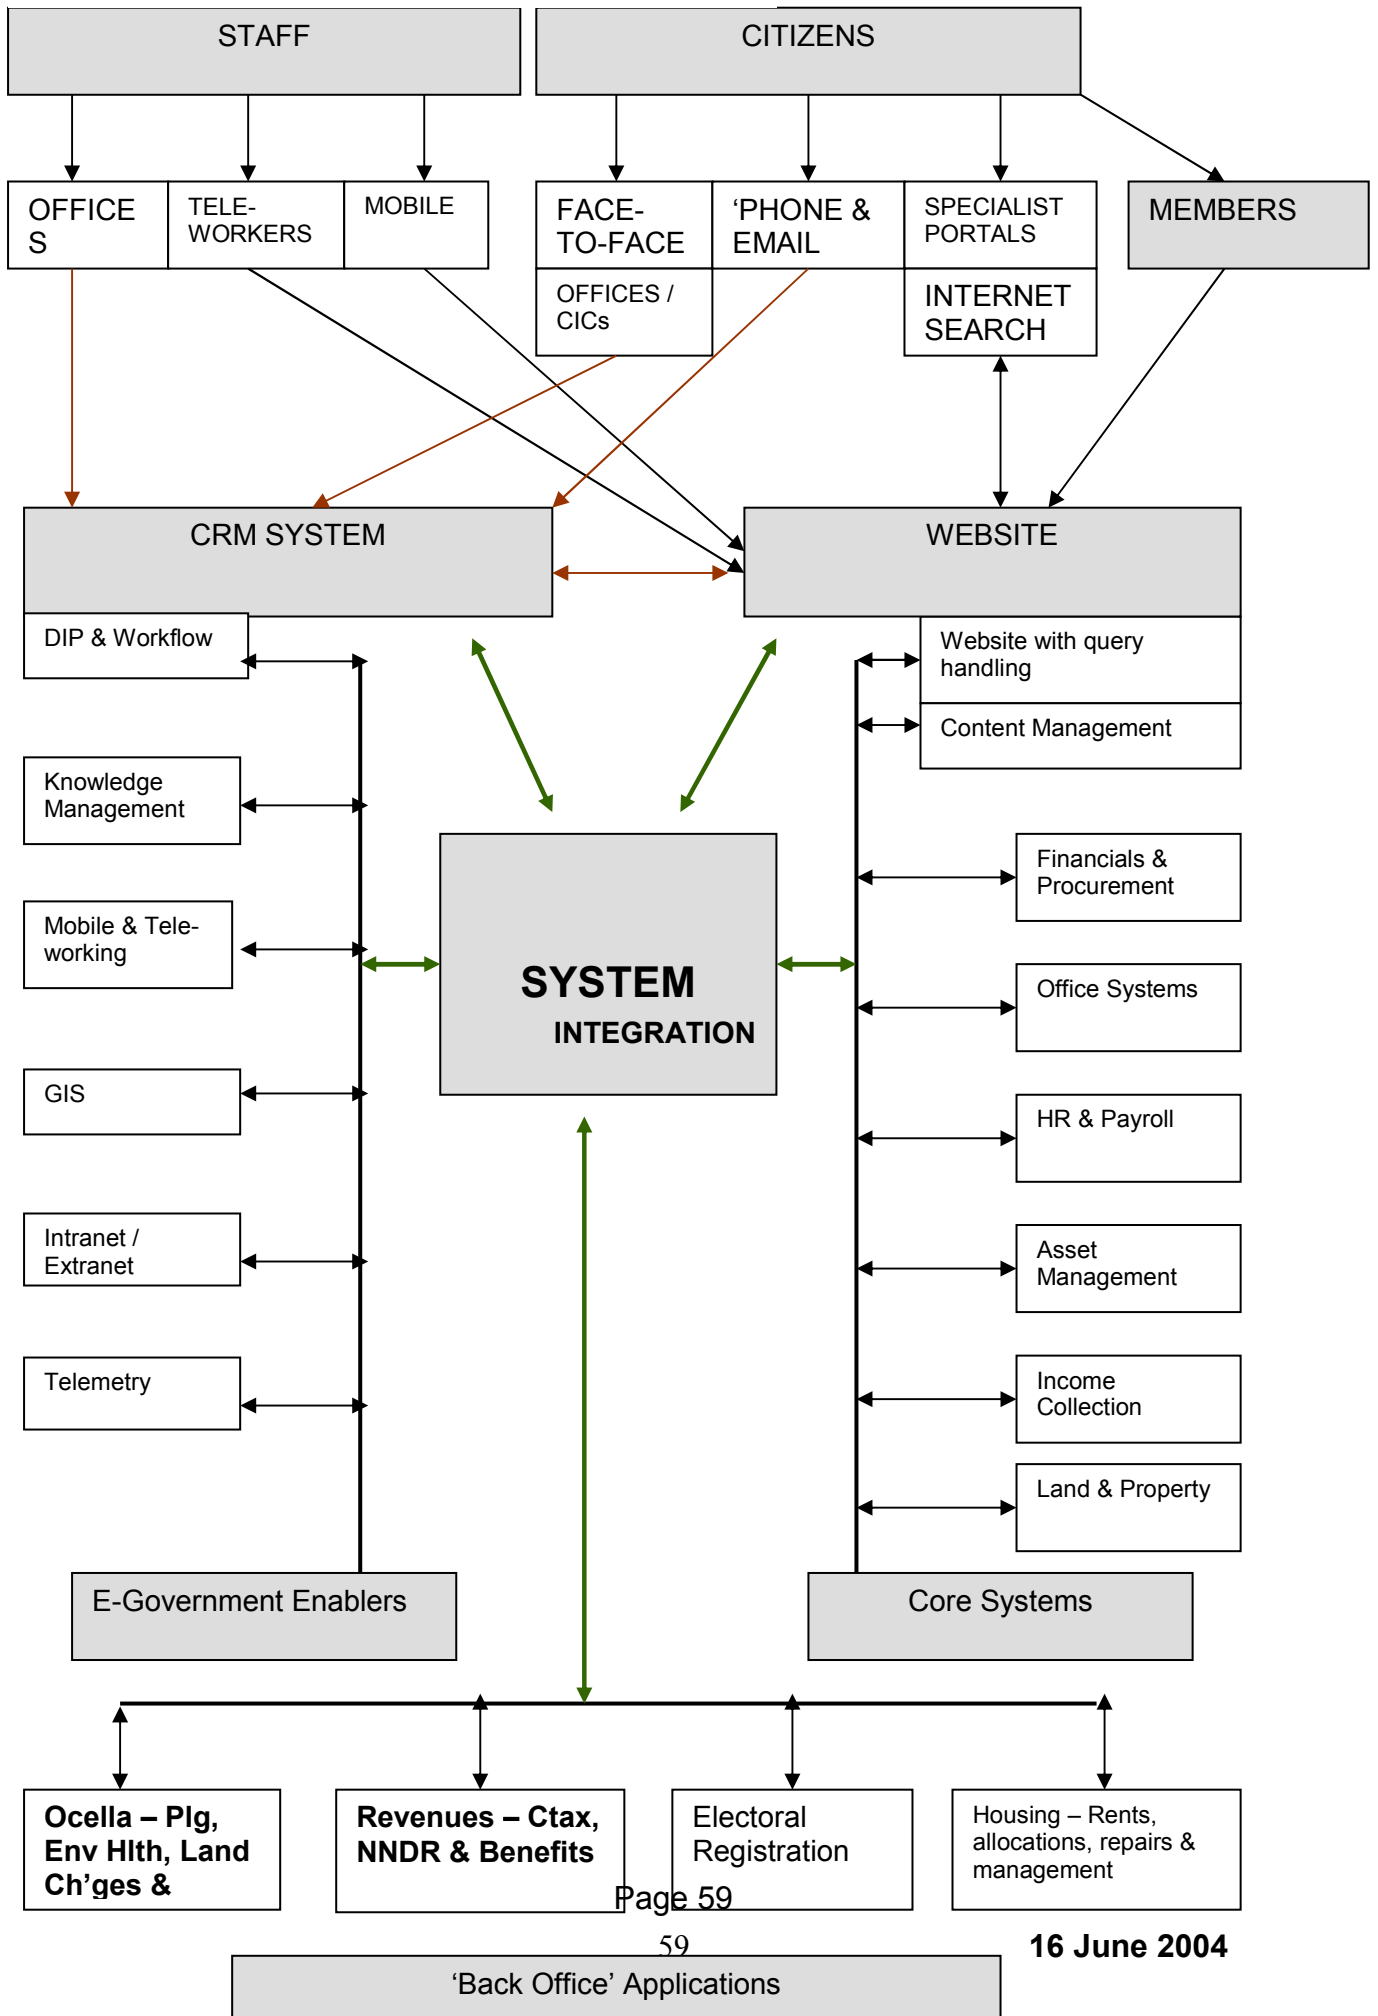 STAFF
CITIZENS
OFFICE
S
TELE-
WORKERS
MOBILE
FACE-
TO-FACE
'PHONE &
EMAIL
SPECIALIST
PORTALS
MEMBERS
OFFICES /
CICs
INTERNET
SEARCH
CRM SYSTEM
WEBSITE
DIP & Workflow
Website with query
handling
Content Management
Knowledge
Management
Financials &
Procurement
Mobile & Tele-
working
SYSTEM
INTEGRATION
Office Systems
GIS
HR & Payroll
Intranet /
Extranet
Asset
Management
Telemetry
Income
Collection
Land & Property
E-Government Enablers
Core Systems
Ocella – Plg,
Env Hlth, Land
Ch'ges &
Revenues – Ctax,
NNDR & Benefits
Electoral
Registration
Housing – Rents,
allocations, repairs &
management
Page 59
59
16 June 2004
'Back Office' Applications